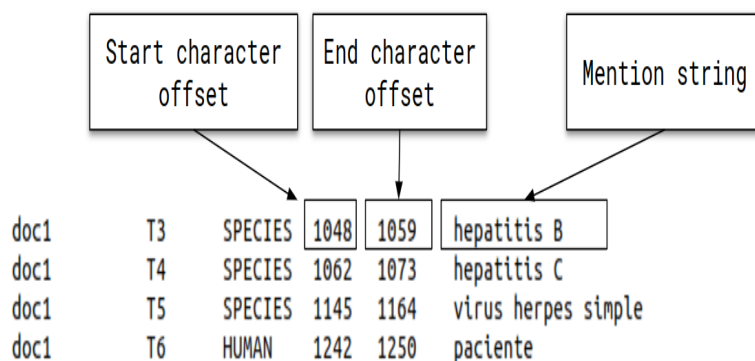 Start character
offset
End character
offset
Mention string
doc1 T3 SPECIES 1048 1059 hepatitis B
doc1 T4 SPECIES 1062 1073 hepatitis C
doc1 T5 SPECIES 1145 1164 virus herpes simple
doc1 T6 HUMAN 1242 1250 paciente